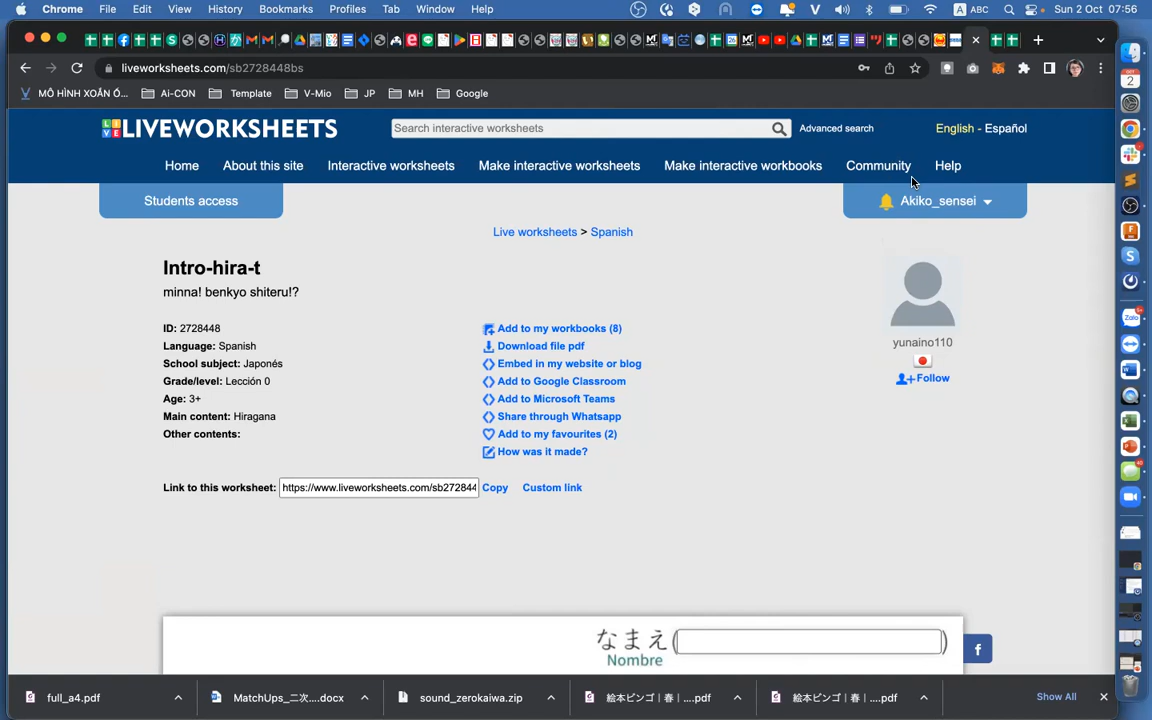 Chrome File Edit View History Bookmarks Profiles Tab Window Help
ABC Sun 2 Oct 07:56
liveworksheets.com/sb2728448bs
MÔ HÌNH XOẮN Ố... Ai-CON Template V-Mio JP MH Google
LIVE LIVEWORKSHEETS
Search interactive worksheets
Advanced search
English - Español
Home About this site Interactive worksheets Make interactive worksheets Make interactive workbooks Community Help
Students access
Akiko_sensei
Live worksheets > Spanish
Intro-hira-t
minna! benkyo shiteru!?
ID: 2728448
Language: Spanish
School subject: Japonés
Grade/level: Lección 0
Age: 3+
Main content: Hiragana
Other contents:
Add to my workbooks (8)
Download file pdf
Embed in my website or blog
Add to Google Classroom
Add to Microsoft Teams
Share through Whatsapp
Add to my favourites (2)
How was it made?
yunaino110
Follow
Link to this worksheet: https://www.liveworksheets.com/sb272844 Copy Custom link
なまえ( )
Nombre
full_a4.pdf
MatchUps_二次....docx
sound_zerokaiwa.zip
絵本ビンゴ｜春｜....pdf
絵本ビンゴ｜春｜....pdf
Show All